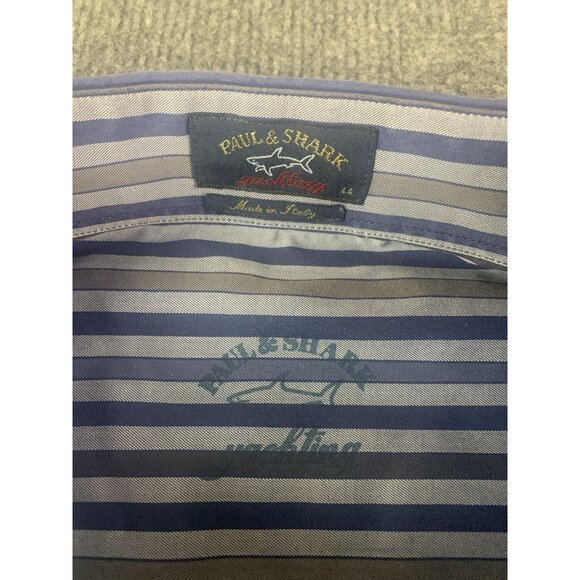 PAUL & SHARK
yachting
44
Made in Italy
PAUL & SHARK
yachting